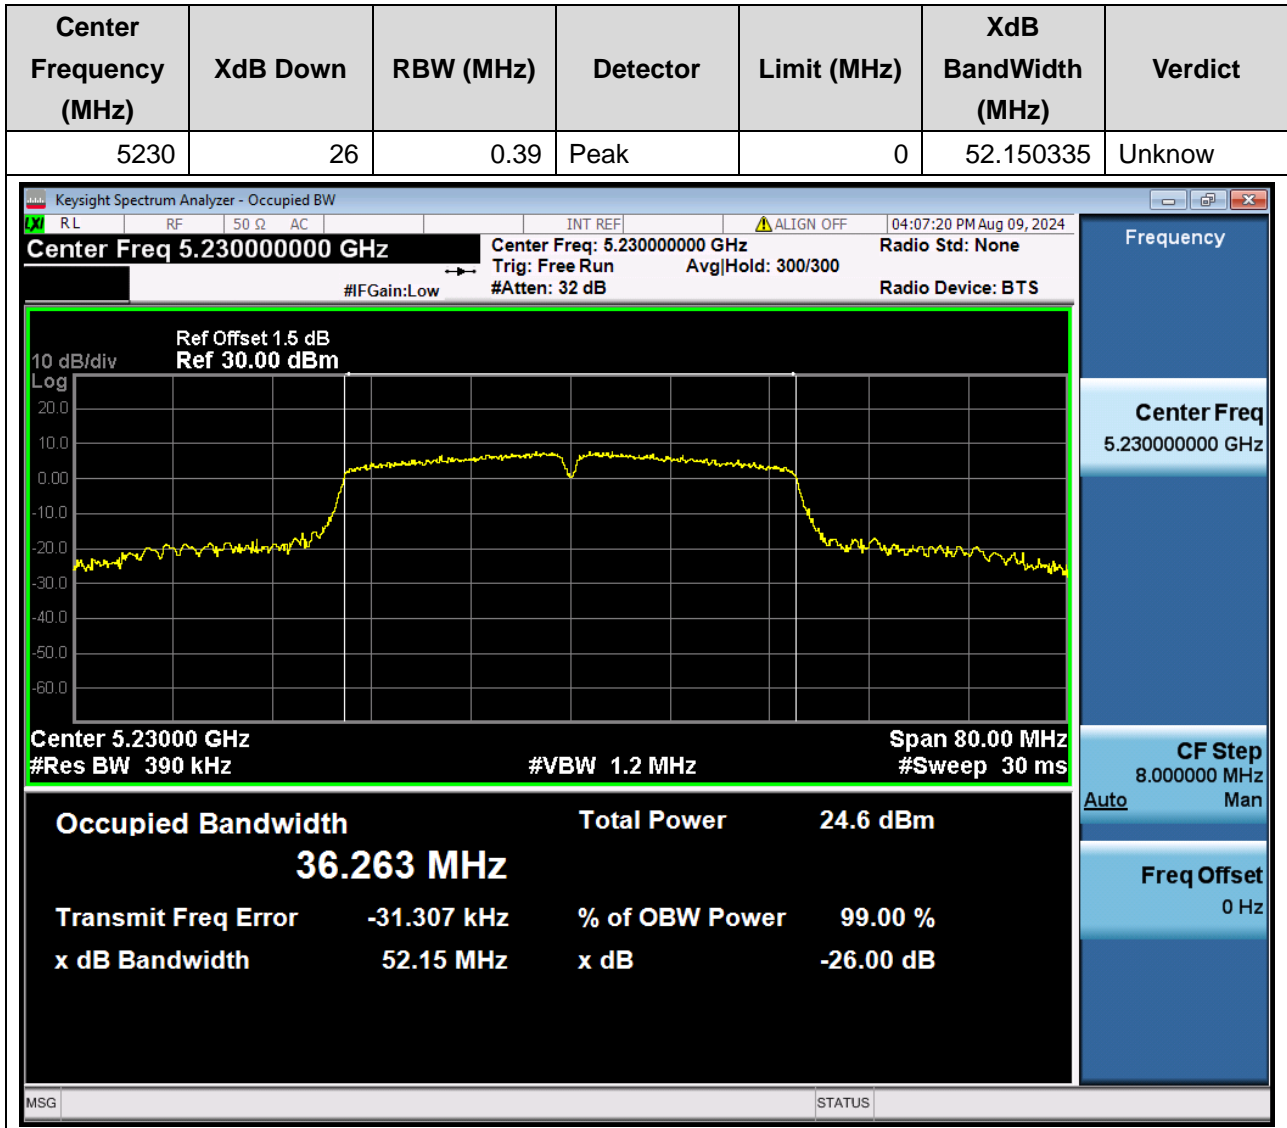 Center Frequency (MHz) XdB Down RBW (MHz) Detector Limit (MHz) XdB BandWidth (MHz) Verdict
5230 26 0.39 Peak 0 52.150335 Unknow
Keysight Spectrum Analyzer - Occupied BW
LXI RL RF 50 Ω AC INT REF ALIGN OFF 04:07:20 PM Aug 09, 2024
Center Freq 5.230000000 GHz
Center Freq: 5.230000000 GHz
Radio Std: None
Trig: Free Run Avg|Hold: 300/300
#IFGain:Low #Atten: 32 dB
Radio Device: BTS
Ref Offset 1.5 dB
10 dB/div Ref 30.00 dBm
Log
20.0
10.0
0.00
-10.0
-20.0
-30.0
-40.0
-50.0
-60.0
Center 5.23000 GHz Span 80.00 MHz
#Res BW 390 kHz #VBW 1.2 MHz #Sweep 30 ms
Occupied Bandwidth Total Power 24.6 dBm
36.263 MHz
Transmit Freq Error -31.307 kHz % of OBW Power 99.00 %
x dB Bandwidth 52.15 MHz x dB -26.00 dB
Frequency
Center Freq
5.230000000 GHz
CF Step
8.000000 MHz
Auto Man
Freq Offset
0 Hz
MSG STATUS